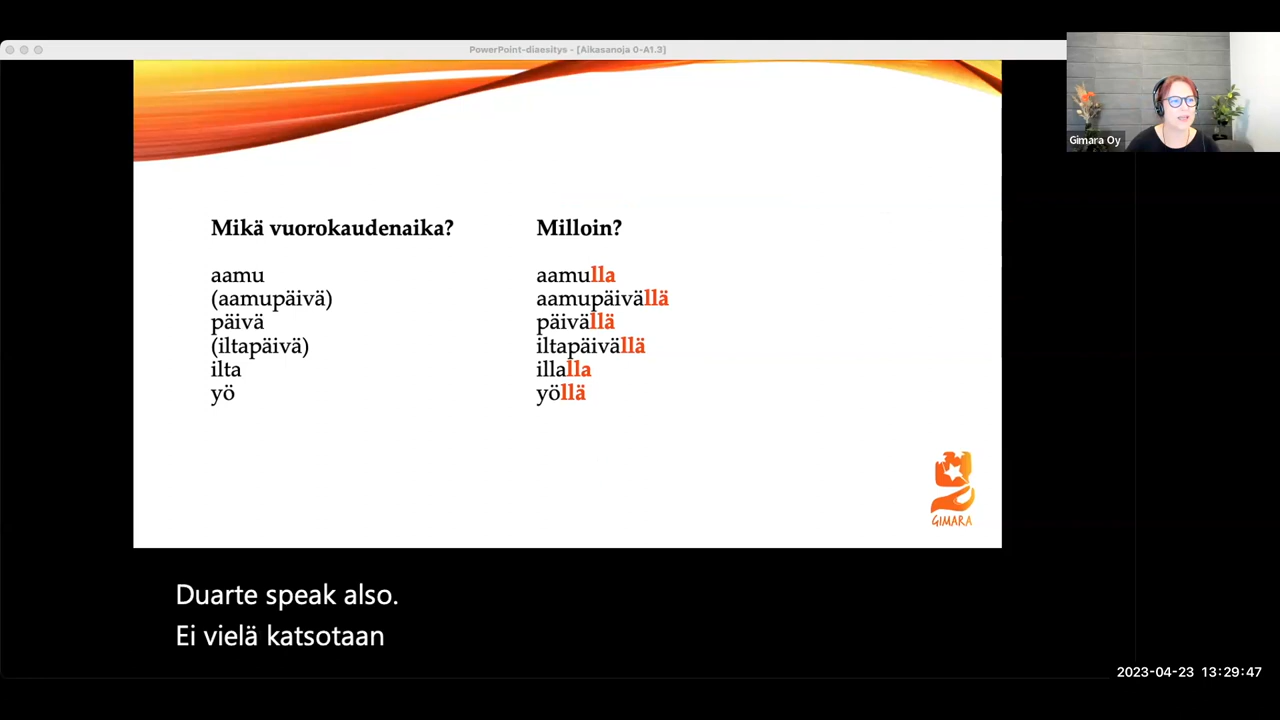 PowerPoint-diaesitys - [Aikasanoja 0-A1.3]
Gimara Oy
Mikä vuorokaudenaika?
aamu
(aamupäivä)
päivä
(iltapäivä)
ilta
yö
Milloin?
aamulla
aamupäivällä
päivällä
iltapäivällä
illalla
yöllä
GIMARA
Duarte speak also.
Ei vielä katsotaan
2023-04-23 13:29:47